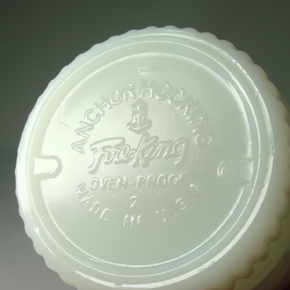 ANCHOR HOCKING
Fire-King
OVEN-PROOF
2
MADE IN U.S.A.